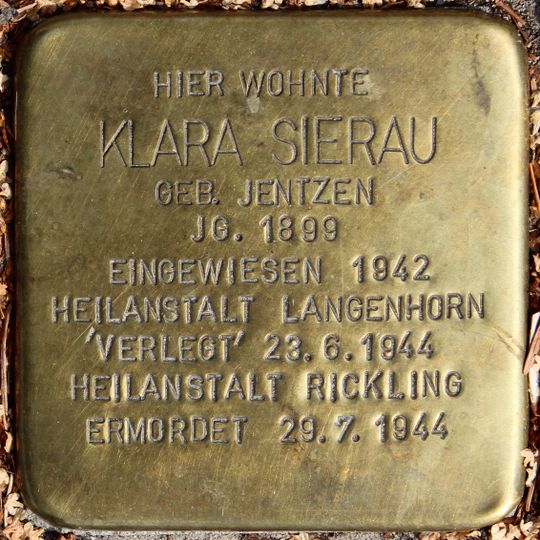 HIER WOHNTE
KLARA SIERAU
GEB. JENTZEN
JG. 1899
EINGEWIESEN 1942
HEILANSTALT LANGENHORN
'VERLEGT' 23.6.1944
HEILANSTALT RICKLING
ERMORDET 29.7.1944